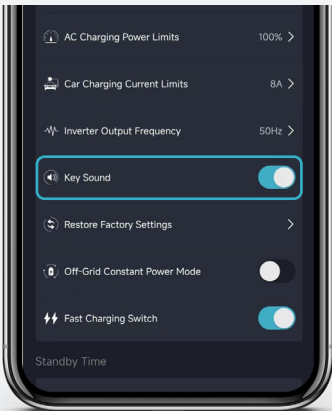 AC Charging Power Limits 100%
Car Charging Current Limits 8A
Inverter Output Frequency 50Hz
Key Sound
Restore Factory Settings
Off-Grid Constant Power Mode
Fast Charging Switch
Standby Time